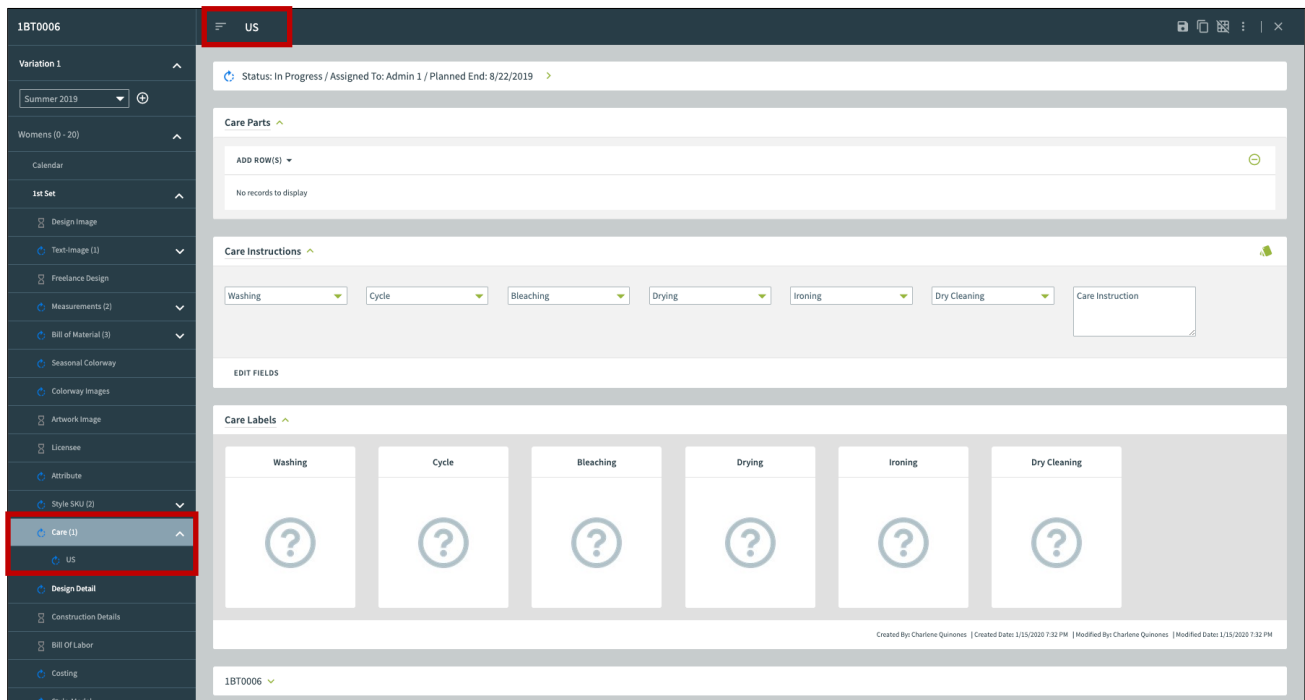 1BT0006
US
Variation 1
Summer 2019
Womens (0 - 20)
Calendar
1st Set
Design Image
Text-Image (1)
Freelance Design
Measurements (2)
Bill of Material (3)
Seasonal Colorway
Colorway Images
Artwork Image
Licensee
Attribute
Style SKU (2)
Care (1)
US
Design Detail
Construction Details
Bill Of Labor
Costing
Status: In Progress / Assigned To: Admin 1 / Planned End: 8/22/2019
Care Parts
ADD ROW(S)
No records to display
Care Instructions
Washing Cycle Bleaching Drying Ironing Dry Cleaning Care Instruction
EDIT FIELDS
Care Labels
Washing Cycle Bleaching Drying Ironing Dry Cleaning
? ? ? ? ? ?
Created By: Charlene Quinones | Created Date: 1/15/2020 7:32 PM | Modified By: Charlene Quinones | Modified Date: 1/15/2020 7:32 PM
1BT0006